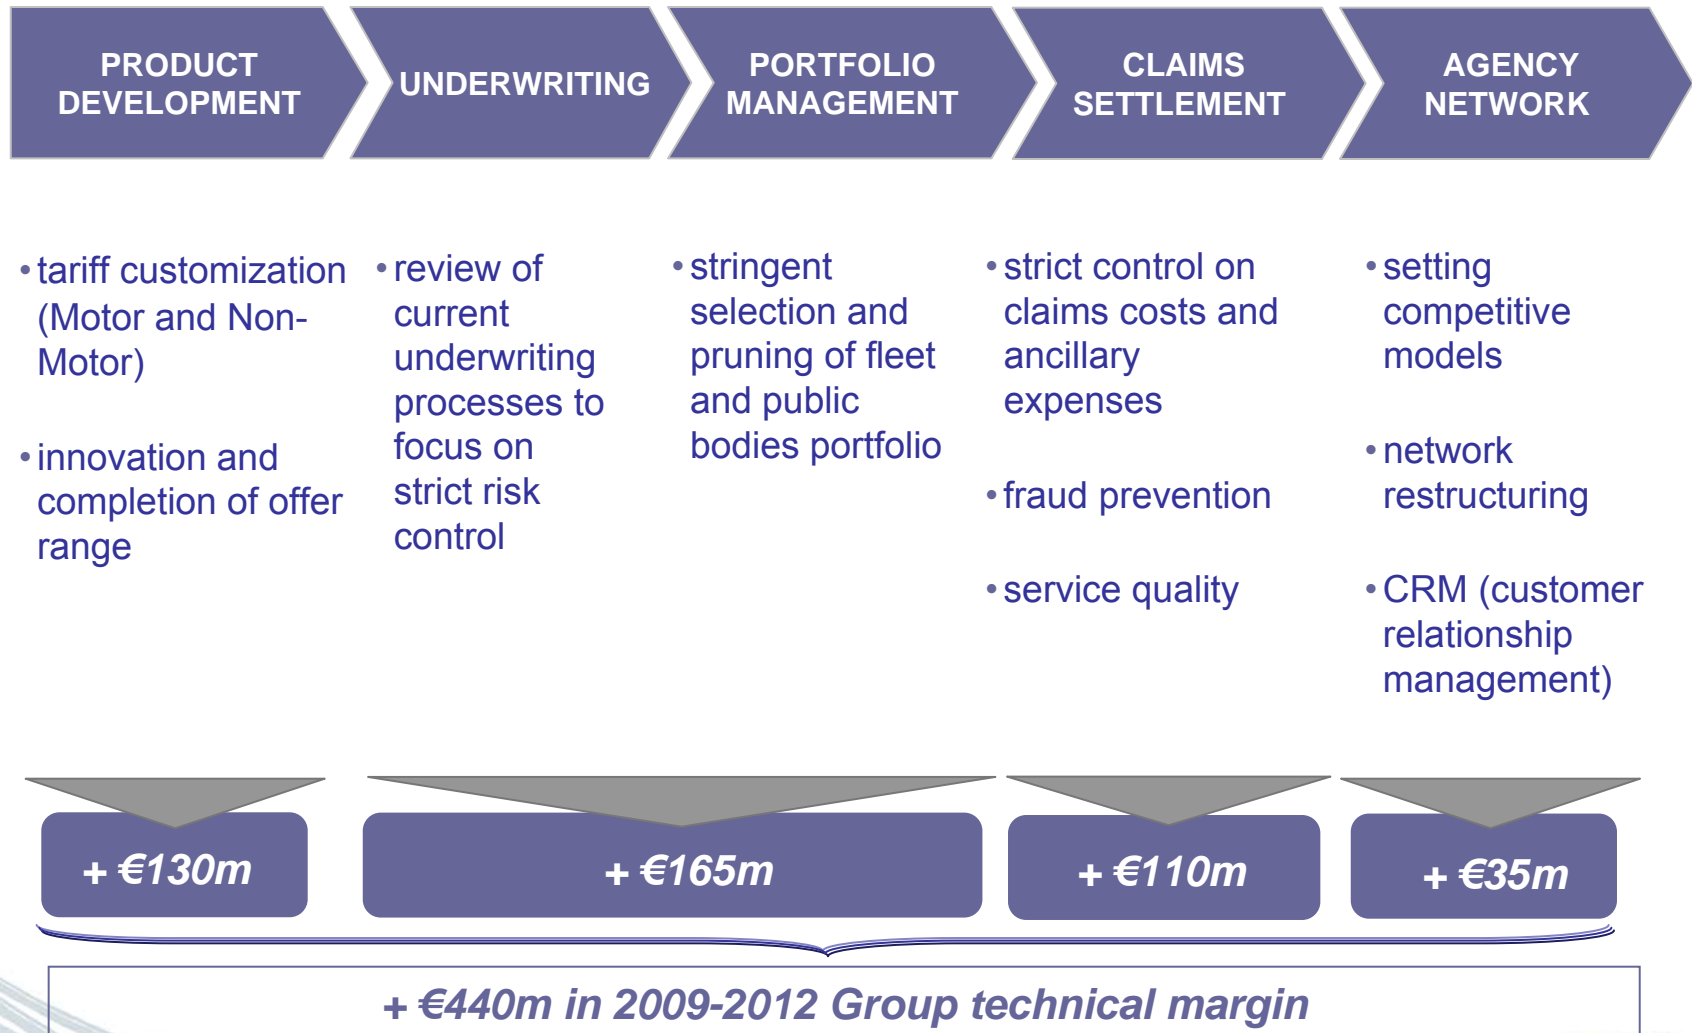 PRODUCT
DEVELOPMENT
UNDERWRITING
PORTFOLIO
MANAGEMENT
CLAIMS
SETTLEMENT
AGENCY
NETWORK
•tariff customization
(Motor and Non-
Motor)
•innovation and
completion of offer
range
•review of
current
underwriting
processes to
focus on
strict risk
control
•stringent
selection and
pruning of fleet
and public
bodies portfolio
•strict control on
claims costs and
ancillary
expenses
•fraud prevention
•service quality
•setting
competitive
models
•network
restructuring
•CRM (customer
relationship
management)
+ €130m
+ €165m
+ €110m
+ €35m
+ €440m in 2009-2012 Group technical margin